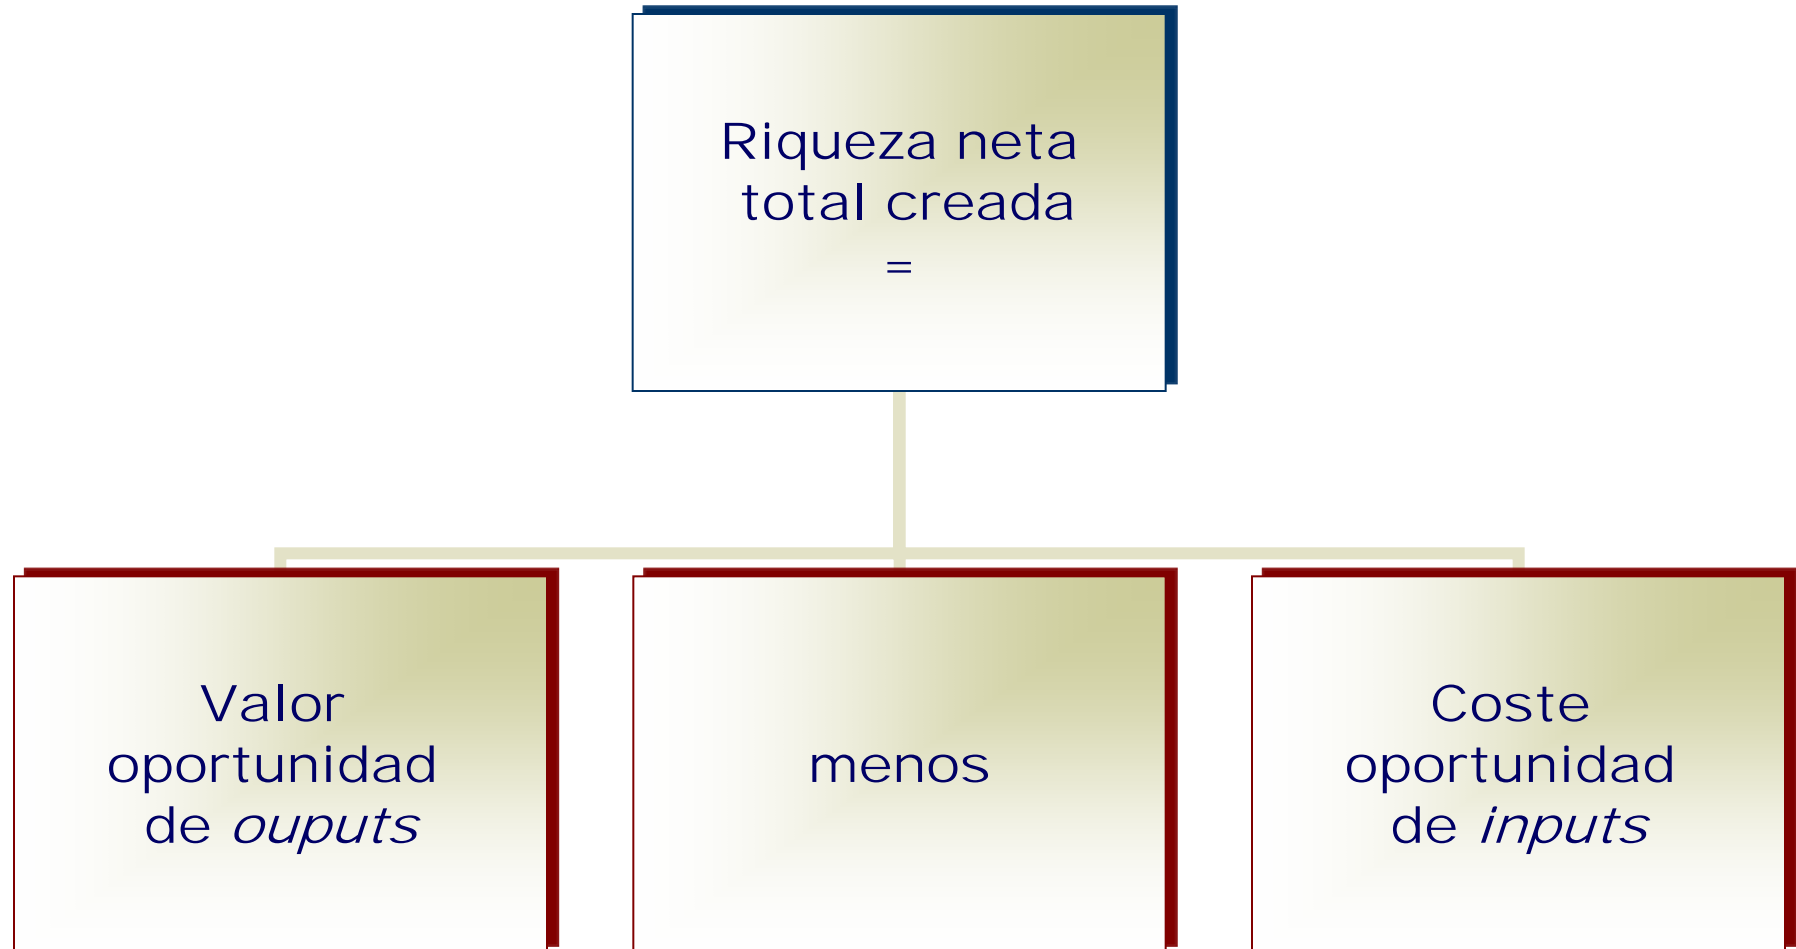 Riqueza neta
total creada
=
Valor
oportunidad
de ouputs
menos
Coste
oportunidad
de inputs